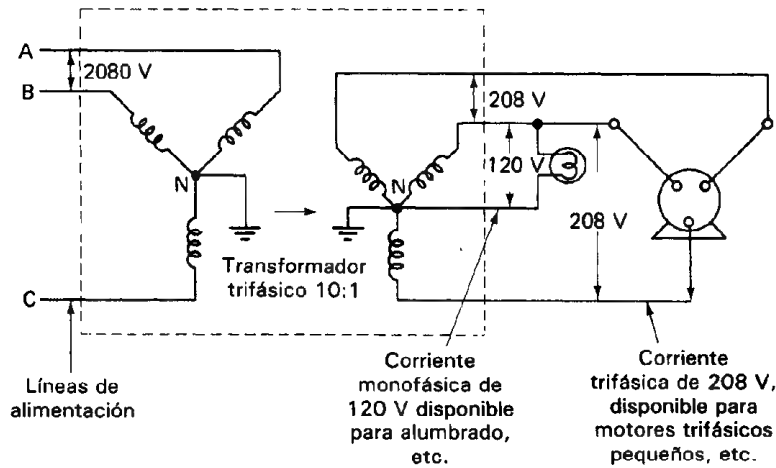 A
2080 V
B
N
C
Líneas de
alimentación
Transformador
trifásico 10:1
N
208 V
120 V
208 V
Corriente
monofásica de
120 V disponible
para alumbrado,
etc.
Corriente
trifásica de 208 V,
disponible para
motores trifásicos
pequeños, etc.